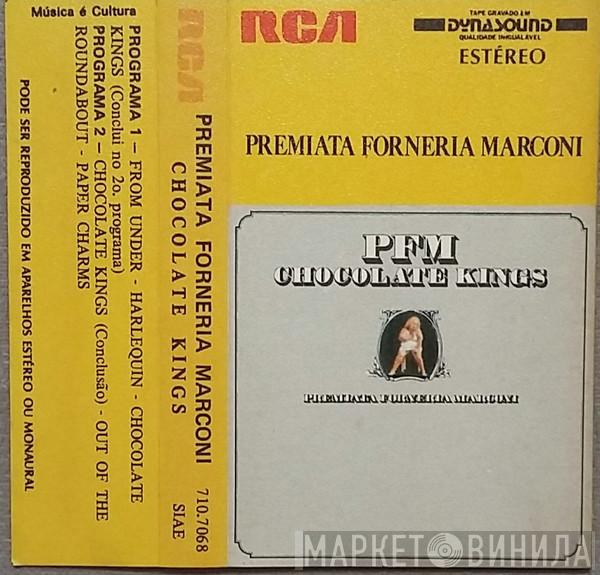 Música é Cultura
PROGRAMA 1 – FROM UNDER - HARLEQUIN - CHOCOLATE
KINGS (Conclui no 2o. programa)
PROGRAMA 2 – CHOCOLATE KINGS (Conclusão) - OUT OF THE
ROUNDABOUT - PAPER CHARMS
PODE SER REPRODUZIDO EM APARELHOS ESTÉREO OU MONAURAL
RCA
PREMIATA FORNERIA MARCONI
CHOCOLATE KINGS
710.7068
SIAE
RCA
TAPE GRAVADO EM
DYNASOUND
QUALIDADE INIGUALÁVEL
ESTÉREO
PREMIATA FORNERIA MARCONI
PFM
CHOCOLATE KINGS
PREMIATA FORNERIA MARCONI
МАРКЕТ ВИНИЛА